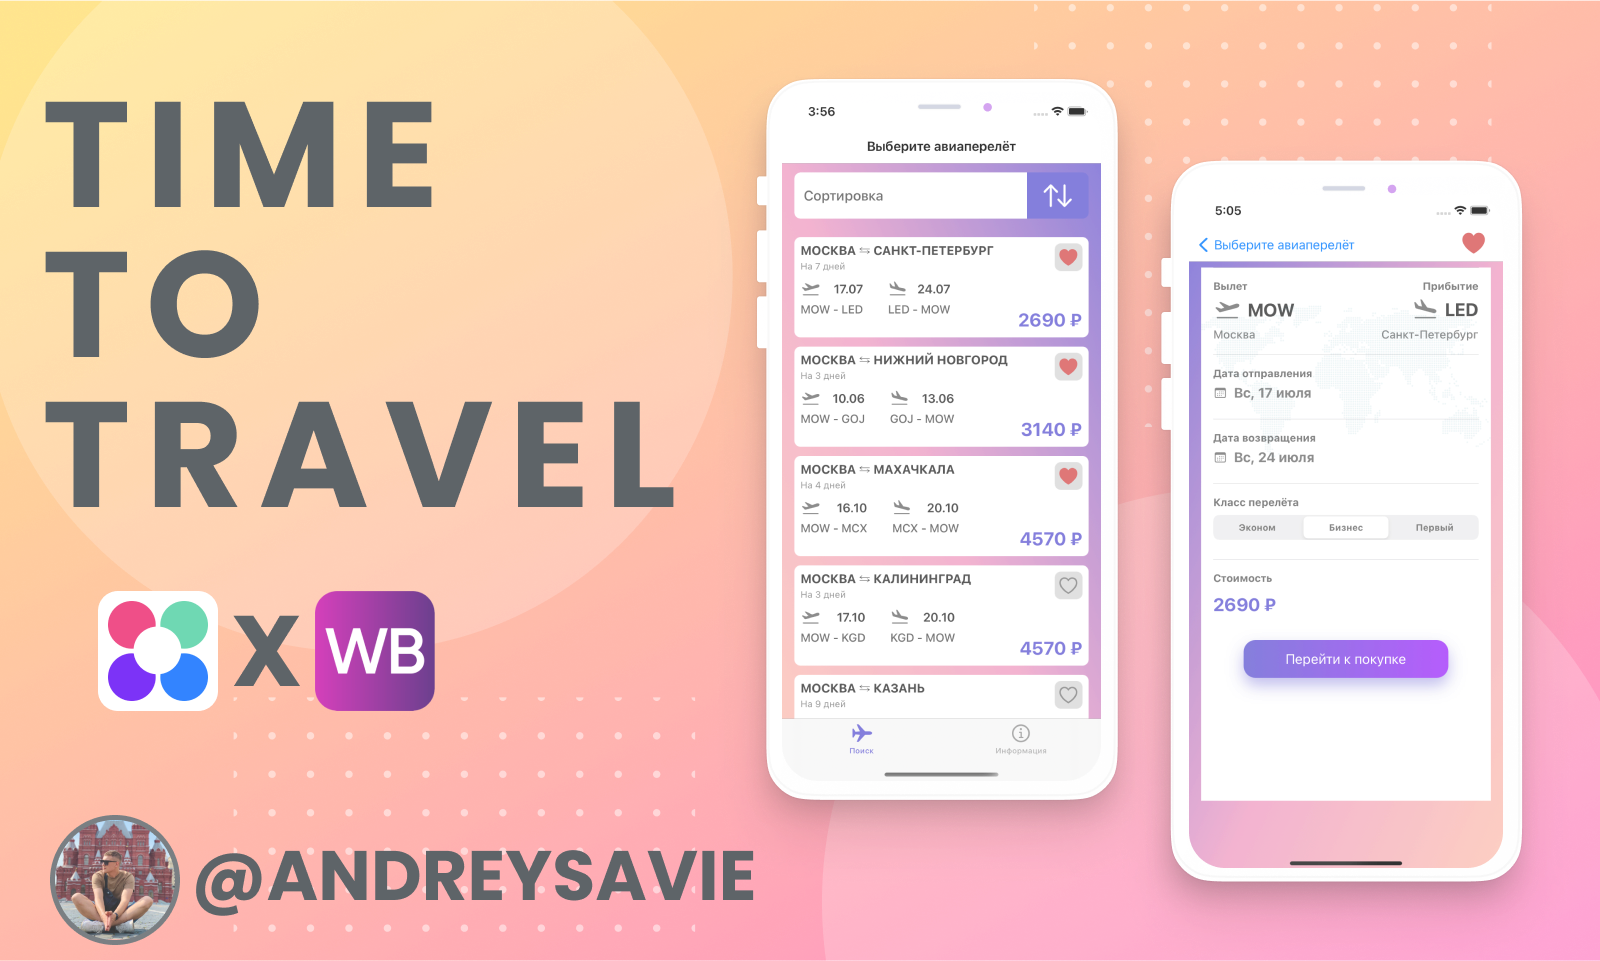 TIME
TO
TRAVEL
X WB
@ANDREYSAVIE
3:56
Выберите авиаперелёт
Сортировка
МОСКВА ⇆ САНКТ-ПЕТЕРБУРГ
На 7 дней
17.07 24.07
MOW - LED LED - MOW
2690 ₽
МОСКВА ⇆ НИЖНИЙ НОВГОРОД
На 3 дней
10.06 13.06
MOW - GOJ GOJ - MOW
3140 ₽
МОСКВА ⇆ МАХАЧКАЛА
На 4 дней
16.10 20.10
MOW - MCX MCX - MOW
4570 ₽
МОСКВА ⇆ КАЛИНИНГРАД
На 3 дней
17.10 20.10
MOW - KGD KGD - MOW
4570 ₽
МОСКВА ⇆ КАЗАНЬ
На 9 дней
Поиск Информация
5:05
Выберите авиаперелёт
Вылет Прибытие
MOW LED
Москва Санкт-Петербург
Дата отправления
Вс, 17 июля
Дата возвращения
Вс, 24 июля
Класс перелёта
Эконом Бизнес Первый
Стоимость
2690 ₽
Перейти к покупке